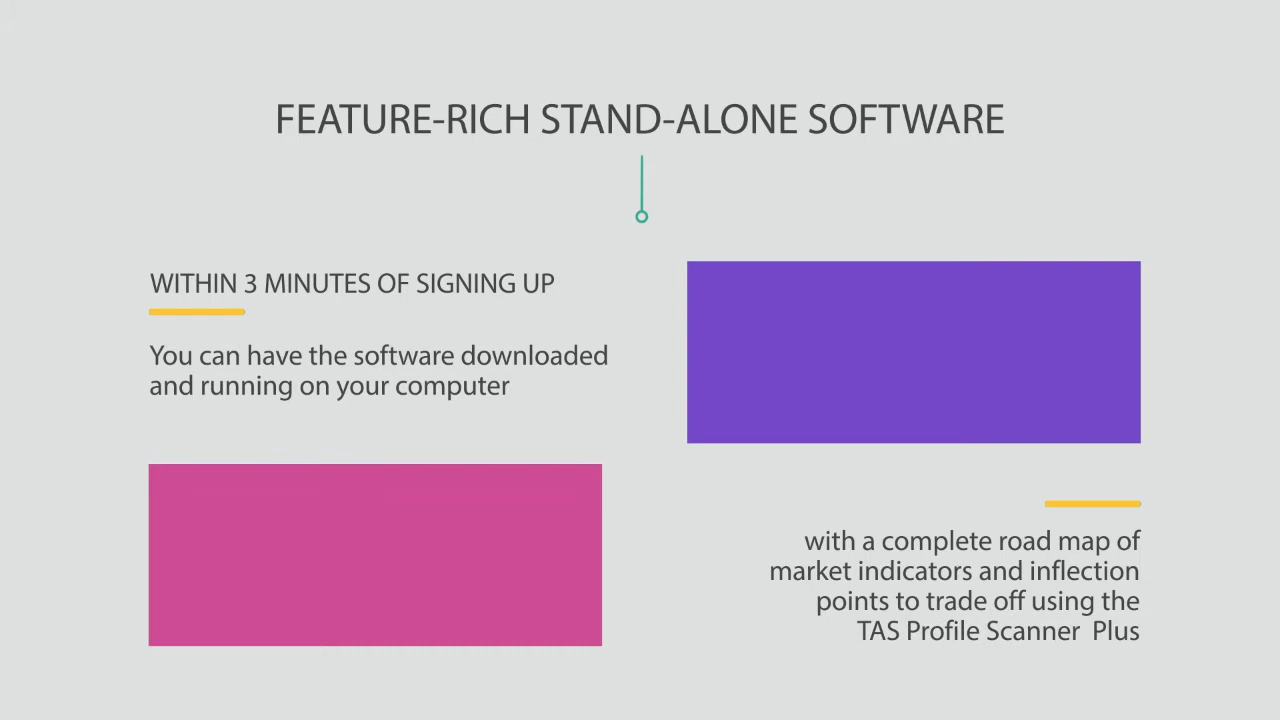 FEATURE-RICH STAND-ALONE SOFTWARE
WITHIN 3 MINUTES OF SIGNING UP
You can have the software downloaded
and running on your computer
with a complete road map of
market indicators and inflection
points to trade off using the
TAS Profile Scanner  Plus